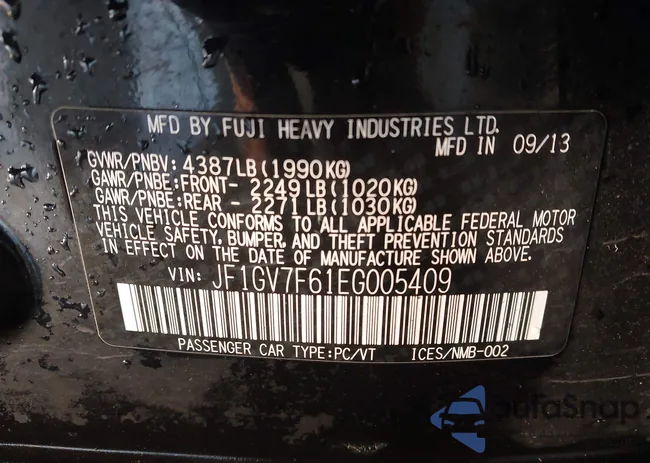 MFD BY FUJI HEAVY INDUSTRIES LTD.
MFD IN 09/13
GVWR/PNBV: 4387LB(1990KG)
GAWR/PNBE:FRONT- 2249LB(1020KG)
GAWR/PNBE:REAR - 2271LB(1030KG)
THIS VEHICLE CONFORMS TO ALL APPLICABLE FEDERAL MOTOR
VEHICLE SAFETY, BUMPER, AND THEFT PREVENTION STANDARDS
IN EFFECT ON THE DATE OF MANUFACTURE SHOWN ABOVE.
VIN: JF1GV7F61EG005409
PASSENGER CAR TYPE:PC/VT ICES/NMB-002